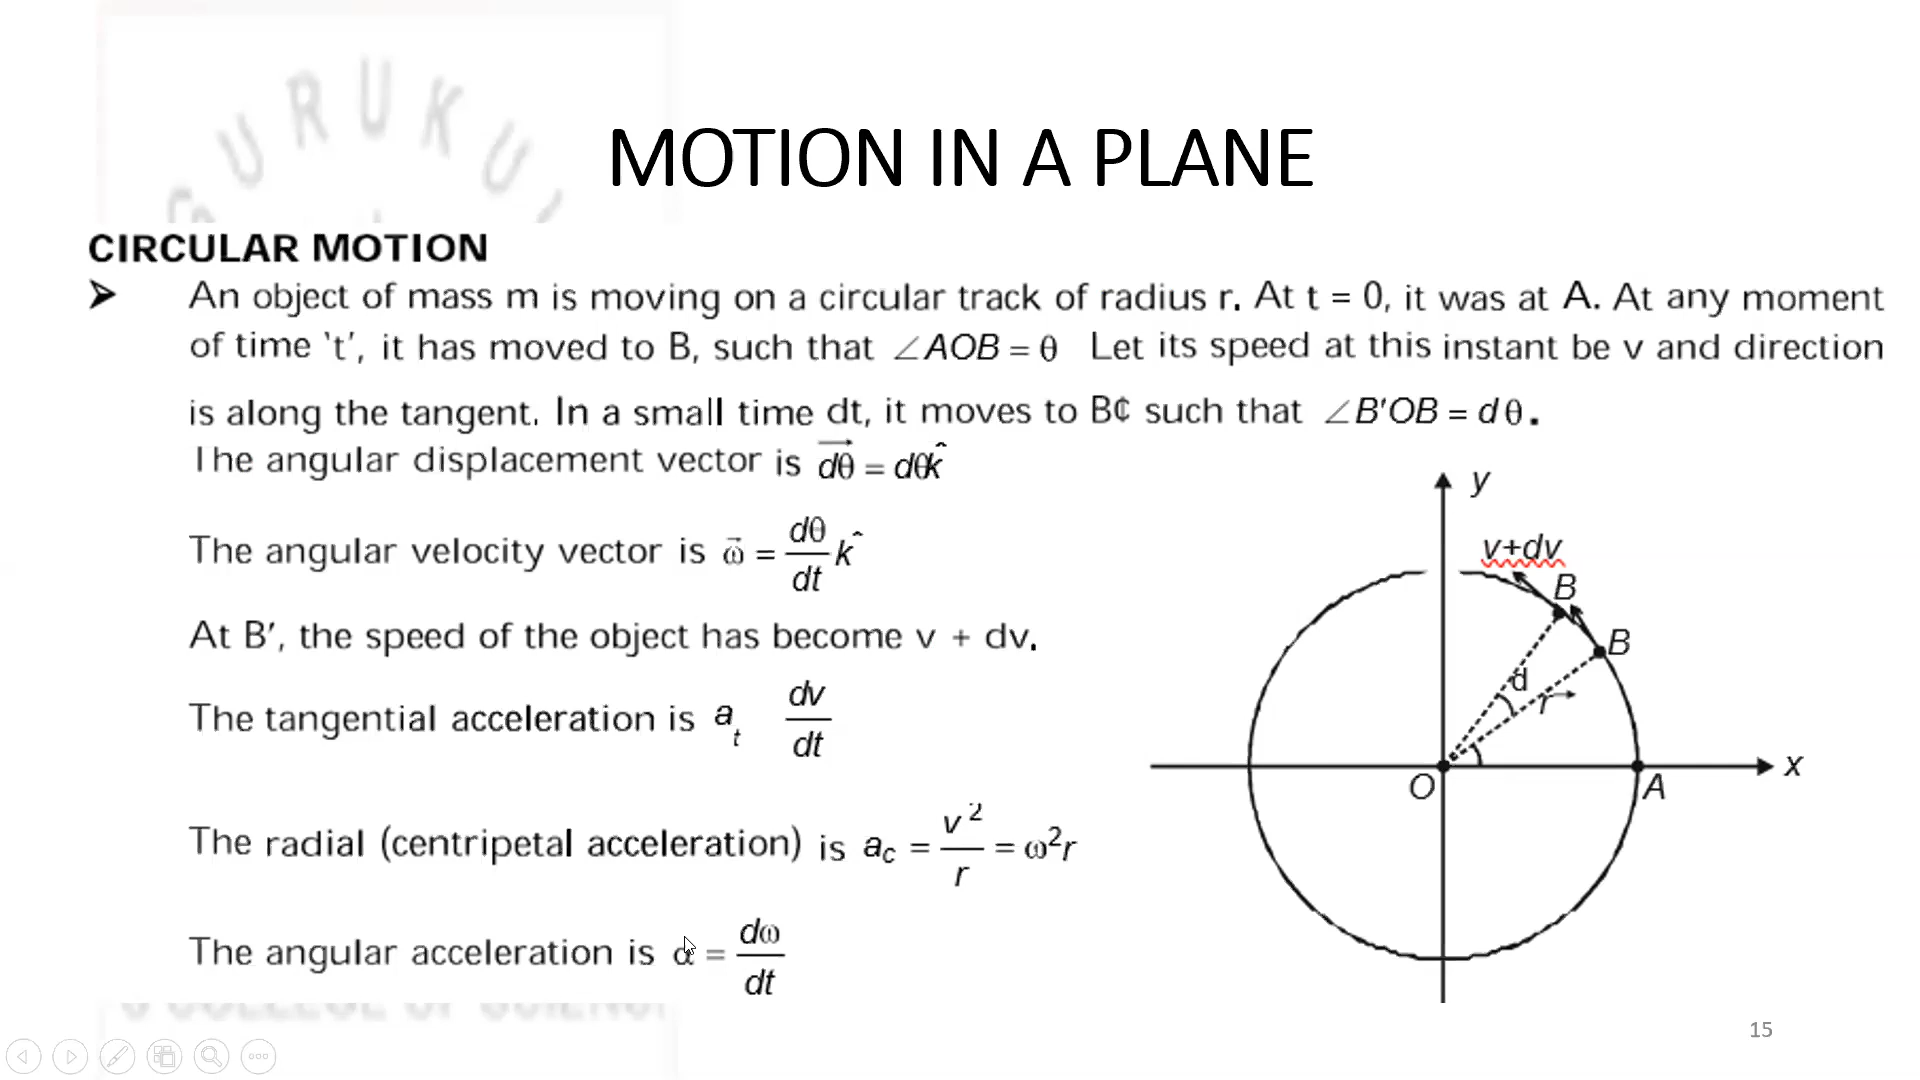 URUKU
MOTION IN A PLANE
CIRCULAR MOTION
➤ An object of mass m is moving on a circular track of radius r. At t = 0, it was at A. At any moment
of time 't', it has moved to B, such that ∠AOB = θ Let its speed at this instant be v and direction
is along the tangent. In a small time dt, it moves to B¢ such that ∠B'OB = dθ.
The angular displacement vector is d⃗θ = dθk̂
The angular velocity vector is ω⃗ = dθ/dt k̂
At B′, the speed of the object has become v + dv.
The tangential acceleration is a_t dv/dt
The radial (centripetal acceleration) is a_c = v²/r = ω²r
The angular acceleration is α = dω/dt
y
v+dv
B
B
d
r
x
O
A
COLLEGE OF
15